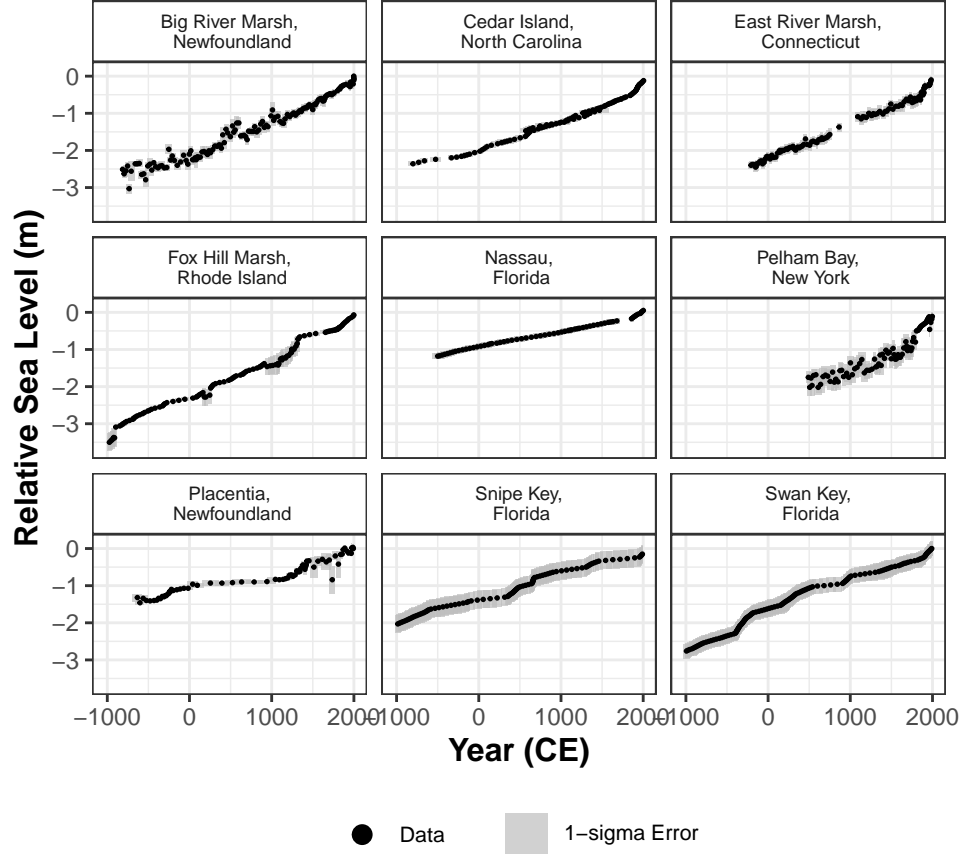 Big River Marsh,
Newfoundland
Cedar Island,
North Carolina
East River Marsh,
Connecticut
0
−1
−2
−3
Fox Hill Marsh,
Rhode Island
Nassau,
Florida
Pelham Bay,
New York
0
−1
−2
−3
Placentia,
Newfoundland
Snipe Key,
Florida
Swan Key,
Florida
0
−1
−2
−3
−1000 0 1000 2000
−1000 0 1000 2000
−1000 0 1000 2000
Relative Sea Level (m)
Year (CE)
Data
1−sigma Error